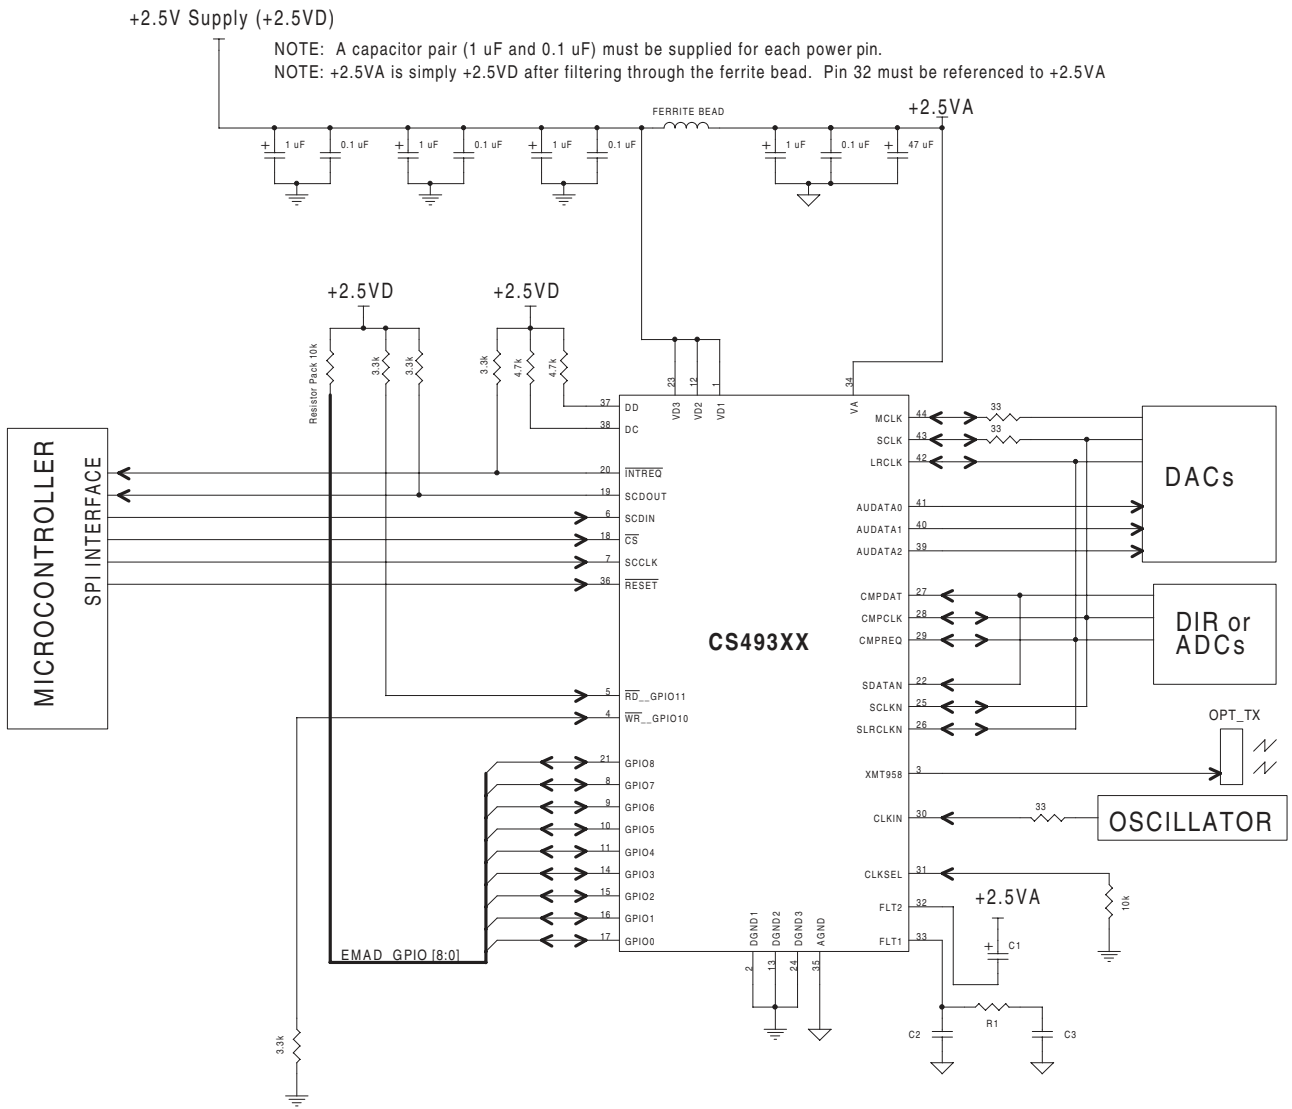 +2.5V Supply (+2.5VD)
NOTE: A capacitor pair (1 uF and 0.1 uF) must be supplied for each power pin.
NOTE: +2.5VA is simply +2.5VD after filtering through the ferrite bead. Pin 32 must be referenced to +2.5VA
FERRITE BEAD
+2.5VA
+ 1 uF 0.1 uF + 1 uF 0.1 uF + 1 uF 0.1 uF + 1 uF 0.1 uF + 47 uF
+2.5VD +2.5VD
Resistor Pack 10k 3.3k 3.3k 3.3k 4.7k 4.7k
23 12 1 34
VD3 VD2 VD1 VA
MICROCONTROLLER
SPI INTERFACE
37 DD
38 DC
20 INTREQ
19 SCDOUT
6 SCDIN
18 CS
7 SCCLK
36 RESET
5 RD__GPIO11
4 WR__GPIO10
21 GPIO8
8 GPIO7
9 GPIO6
10 GPIO5
11 GPIO4
14 GPIO3
15 GPIO2
16 GPIO1
17 GPIO0
EMAD_GPIO [8:0]
3.3k
CS493XX
MCLK 44 33
SCLK 43 33
LRCLK 42
AUDATA0 41
AUDATA1 40
AUDATA2 39
DACs
CMPDAT 27
CMPCLK 28
CMPREQ 29
DIR or
ADCs
SDATAN 22
SCLKN 25
SLRCLKN 26
OPT_TX
XMT958 3
CLKIN 30 33
OSCILLATOR
CLKSEL 31
10k
FLT2 32
+2.5VA
+ C1
FLT1 33
DGND1 DGND2 DGND3 AGND
2 13 24 35
C2 R1 C3